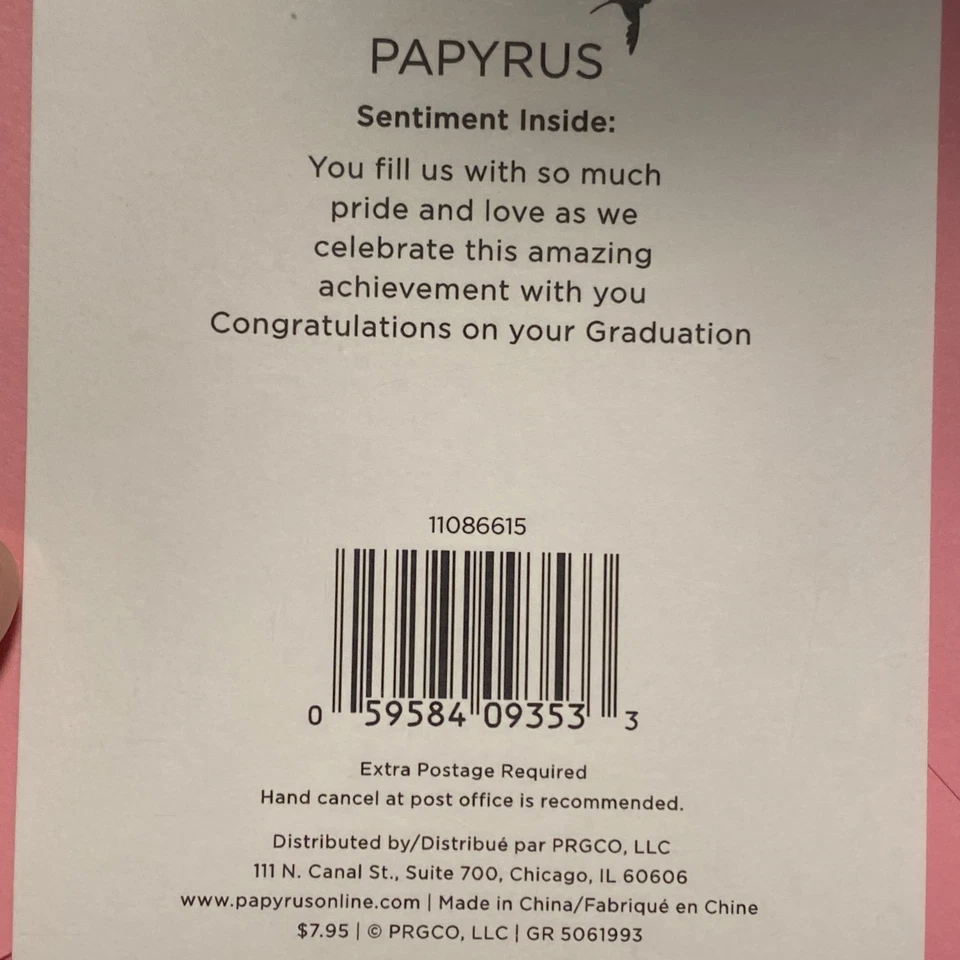 PAPYRUS
Sentiment Inside:
You fill us with so much
pride and love as we
celebrate this amazing
achievement with you
Congratulations on your Graduation
11086615
0 59584 09353 3
Extra Postage Required
Hand cancel at post office is recommended.
Distributed by/Distribué par PRGCO, LLC
111 N. Canal St., Suite 700, Chicago, IL 60606
www.papyrusonline.com | Made in China/Fabriqué en Chine
$7.95 | © PRGCO, LLC | GR 5061993